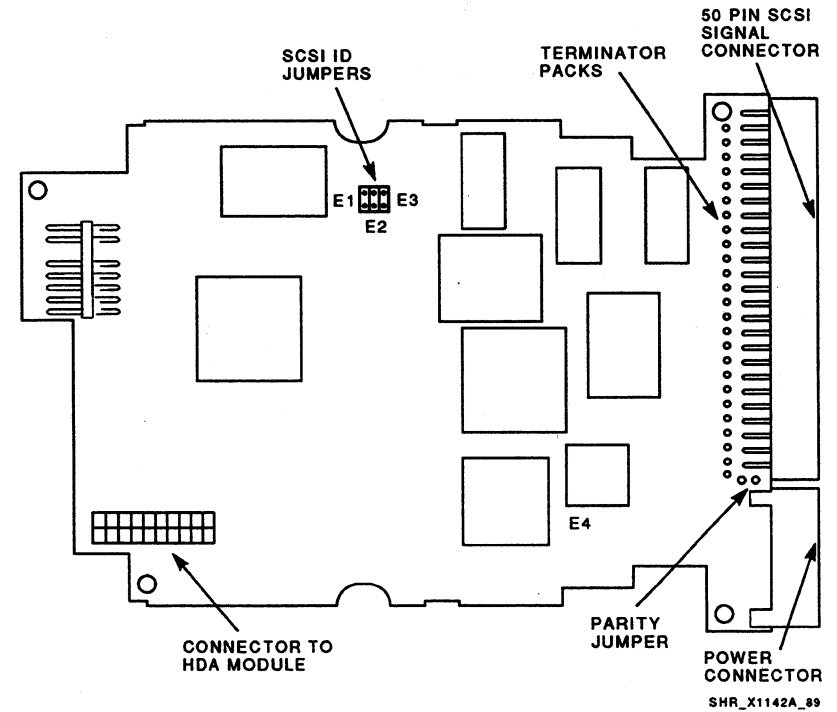 50 PIN SCSI
SIGNAL
CONNECTOR
SCSI ID
JUMPERS
TERMINATOR
PACKS
E1
E3
E2
E4
CONNECTOR TO
HDA MODULE
PARITY
JUMPER
POWER
CONNECTOR
SHR_X1142A_89